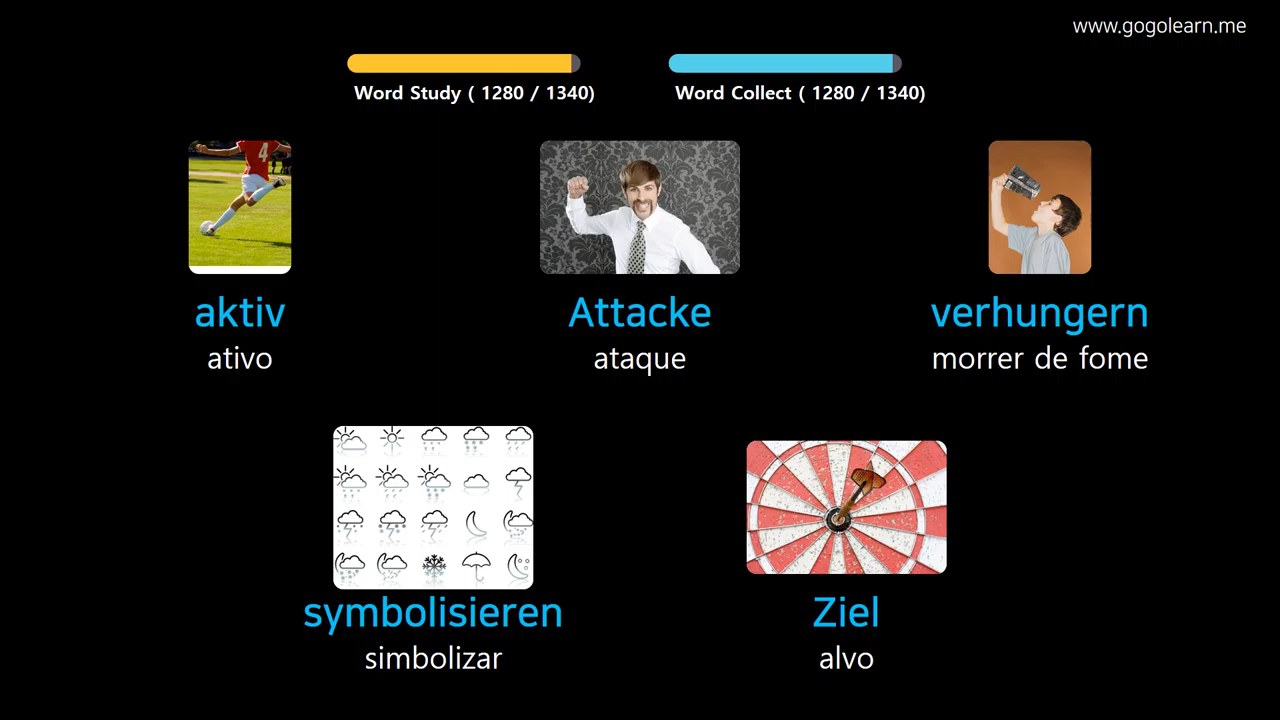 www.gogolearn.me
Word Study ( 1280 / 1340)
Word Collect ( 1280 / 1340)
4
aktiv
ativo
Attacke
ataque
verhungern
morrer de fome
symbolisieren
simbolizar
Ziel
alvo